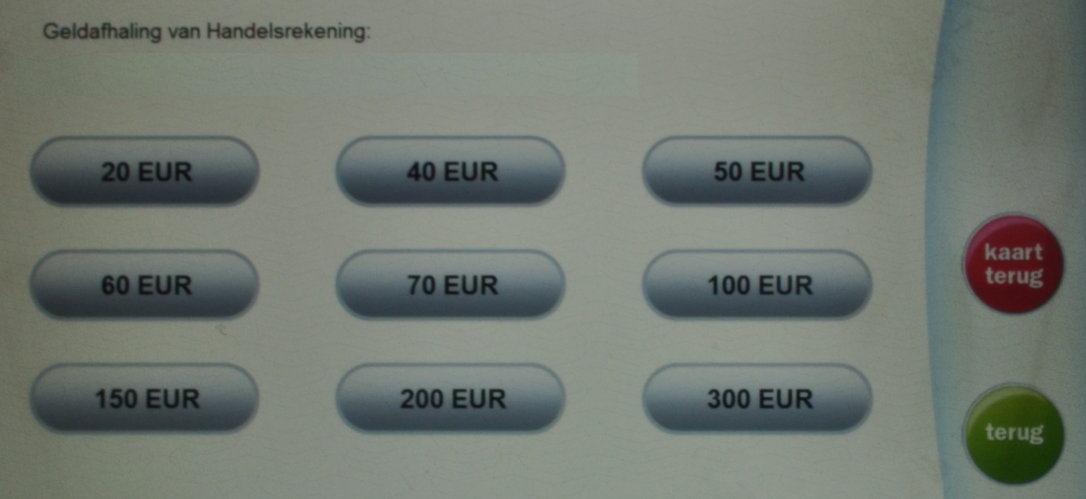 Geldafhaling van Handelsrekening:
20 EUR
40 EUR
50 EUR
60 EUR
70 EUR
100 EUR
150 EUR
200 EUR
300 EUR
kaart
terug
terug